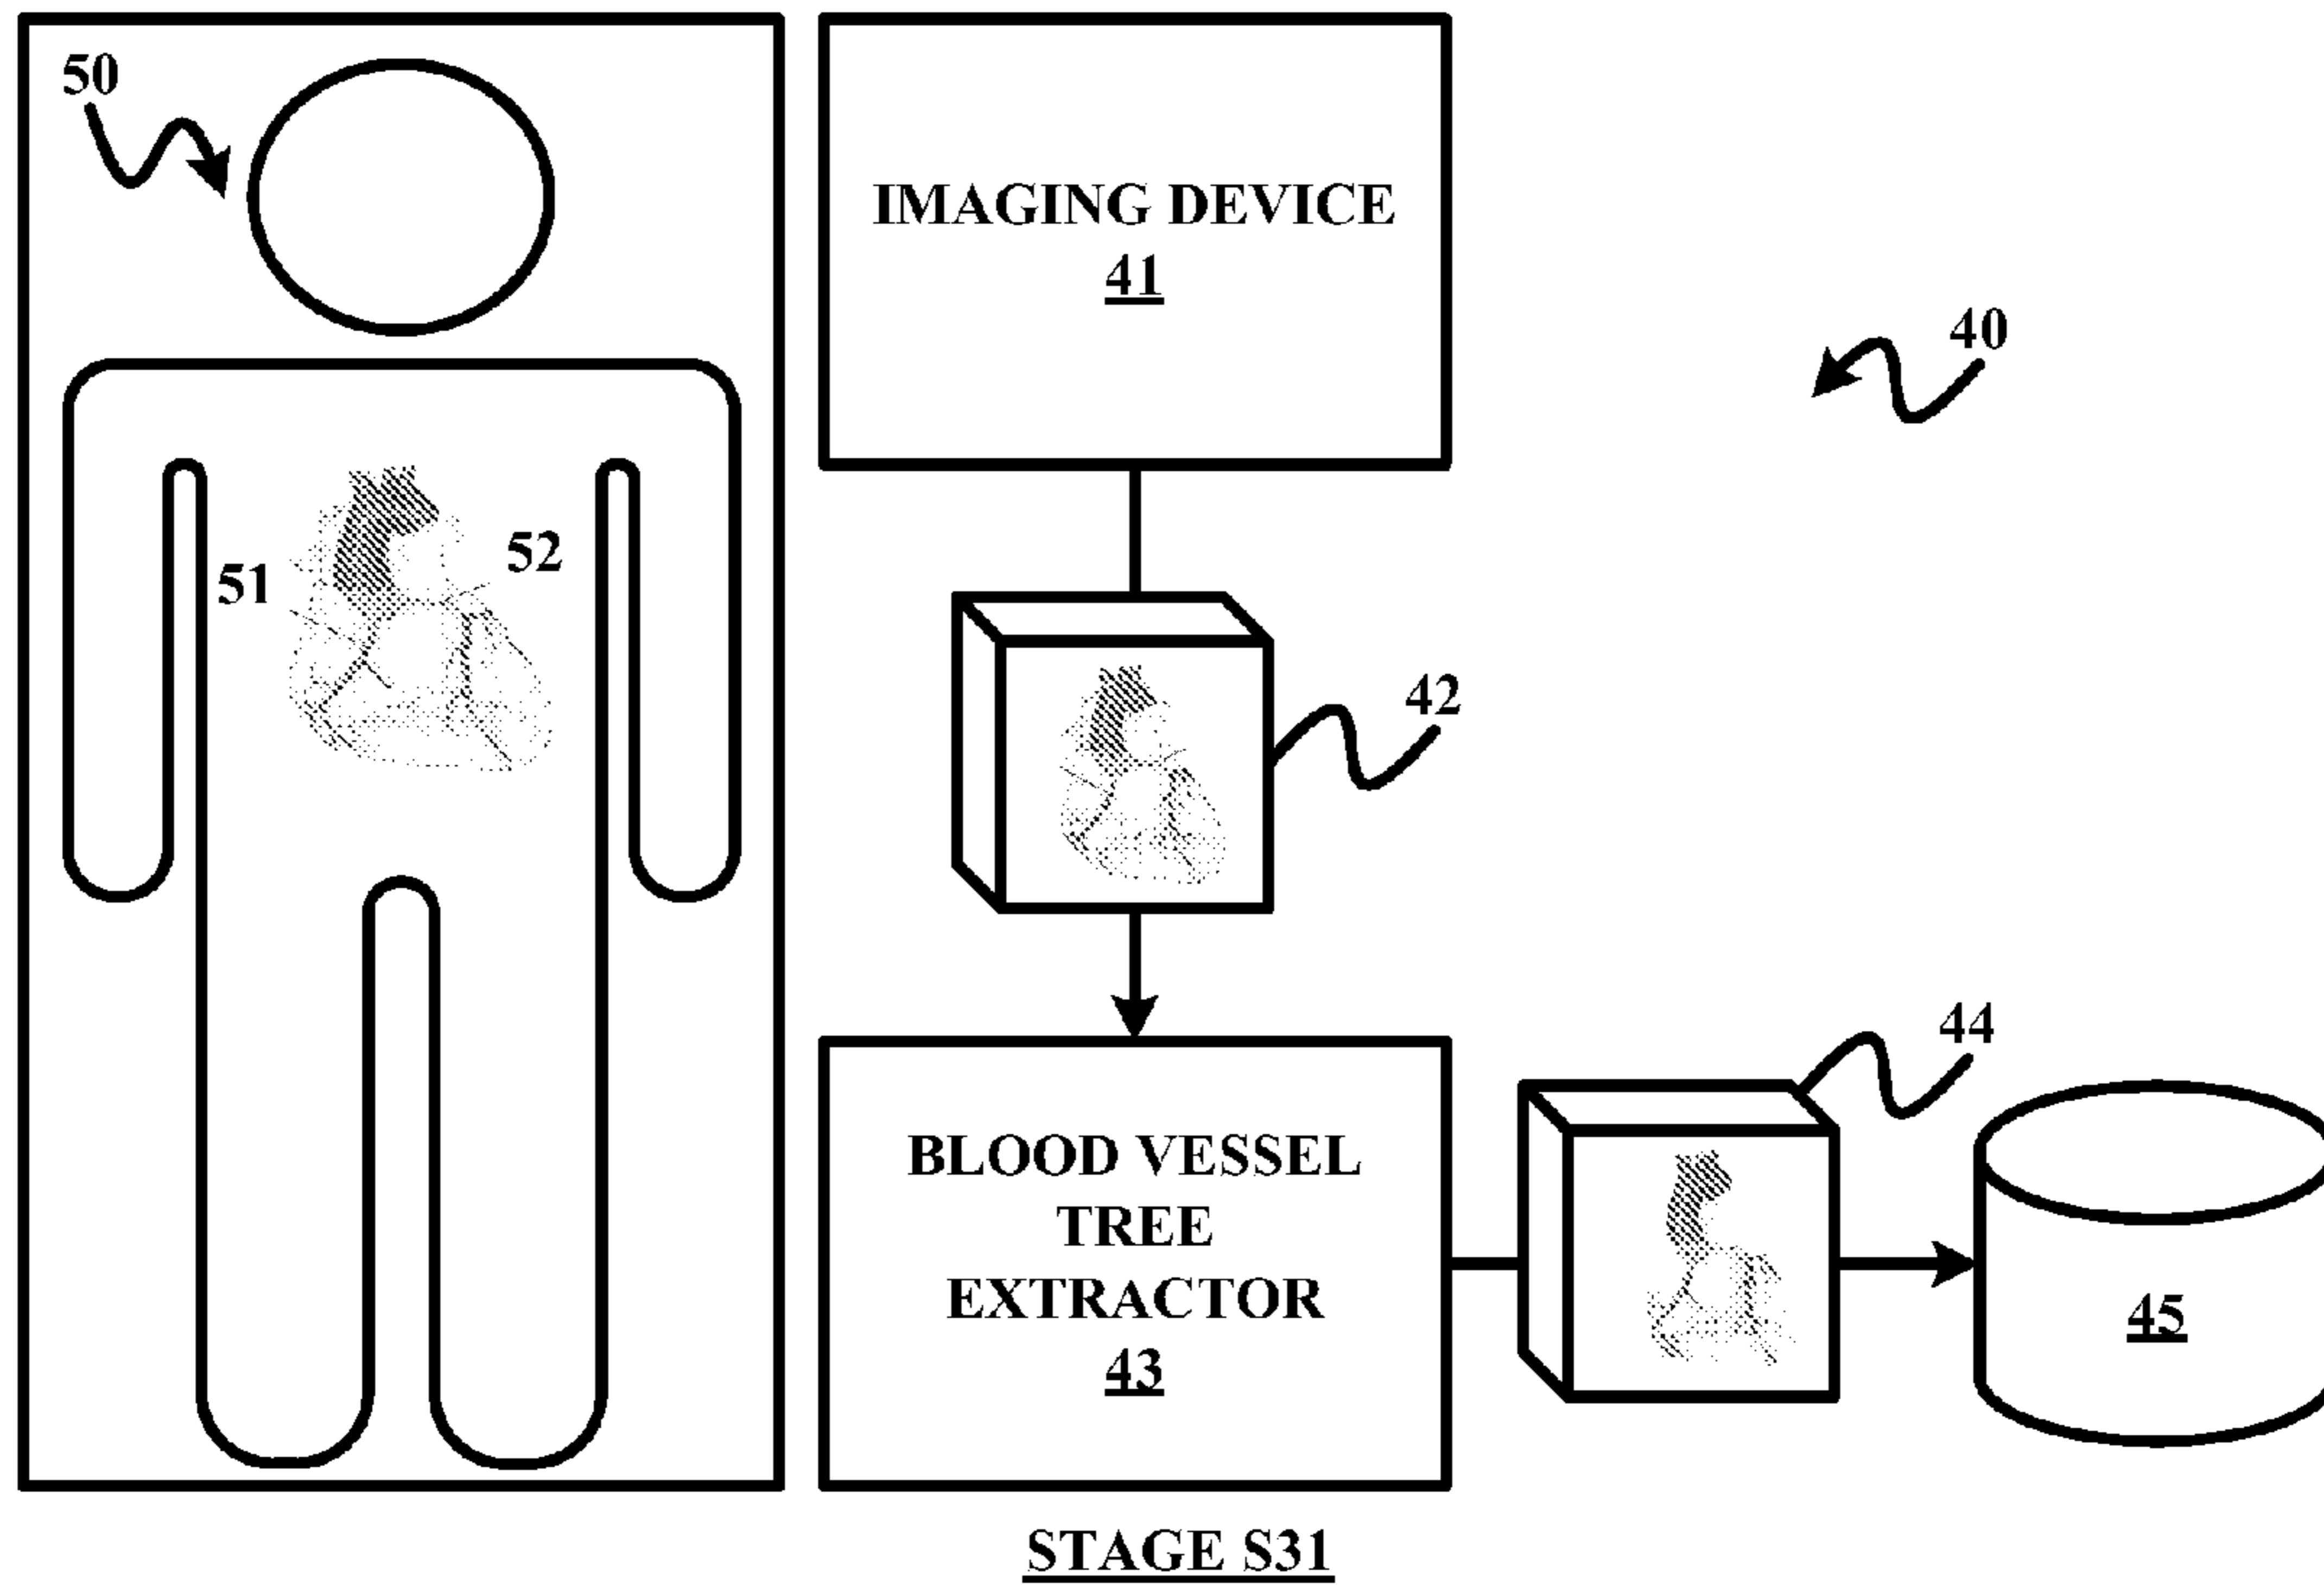 50
IMAGING DEVICE
41
40
51
52
42
44
BLOOD VESSEL
TREE
EXTRACTOR
43
45
STAGE S31